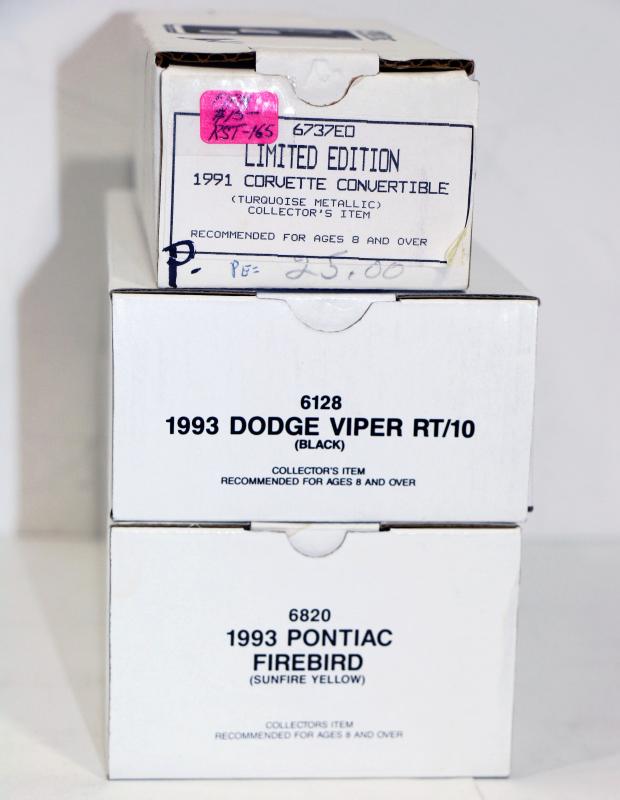 $15-
RST-165
6737EO
LIMITED EDITION
1991 CORVETTE CONVERTIBLE
(TURQUOISE METALLIC)
COLLECTOR'S ITEM
RECOMMENDED FOR AGES 8 AND OVER
P.
PE= 25.00
6128
1993 DODGE VIPER RT/10
(BLACK)
COLLECTOR'S ITEM
RECOMMENDED FOR AGES 8 AND OVER
6820
1993 PONTIAC
FIREBIRD
(SUNFIRE YELLOW)
COLLECTORS ITEM
RECOMMENDED FOR AGES 8 AND OVER